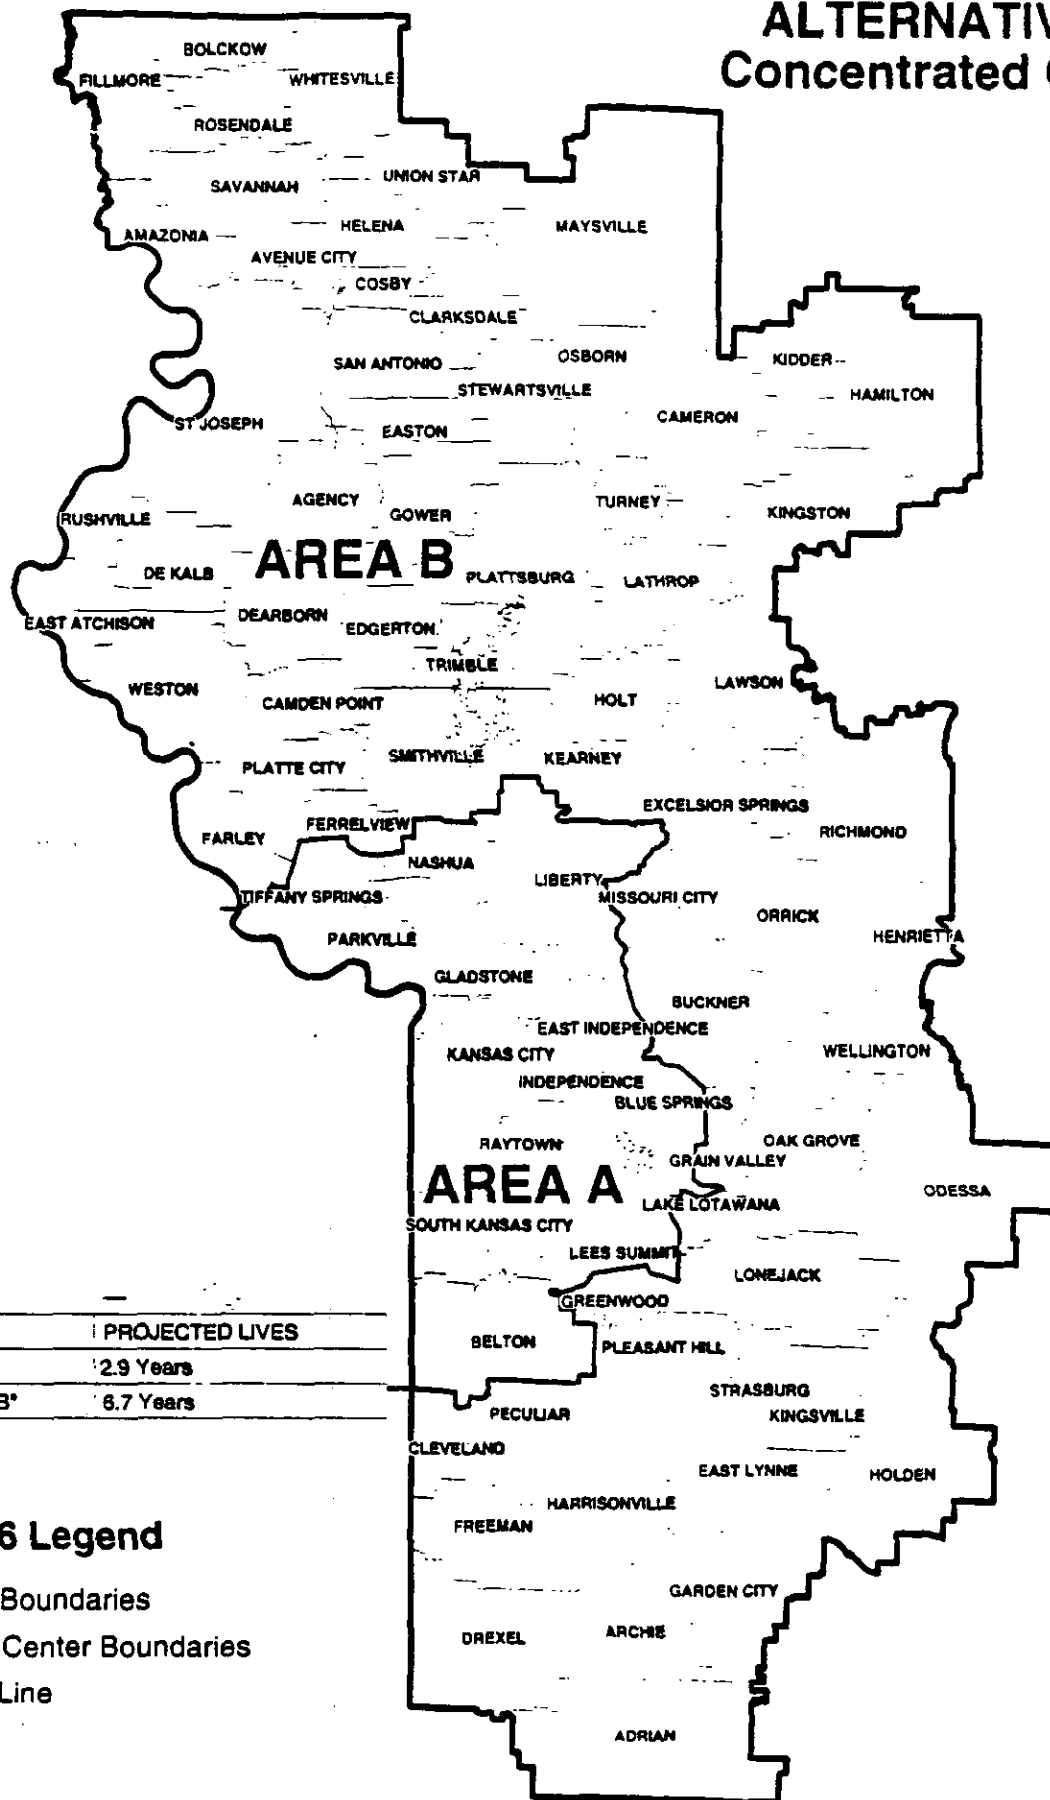 ALTERNATIV
Concentrated
BOLCKOW
FILLMORE
WHITESVILLE
ROSENDALE
UNION STAR
SAVANNAH
HELENA
MAYSVILLE
AMAZONIA
AVENUE CITY
COSBY
CLARKSDALE
OSBORN
KIDDER
SAN ANTONIO
STEWARTSVILLE
HAMILTON
CAMERON
ST JOSEPH
EASTON
AGENCY
TURNEY
GOWER
KINGSTON
RUSHVILLE
AREA B
DE KALB
PLATTSBURG
LATHROP
DEARBORN
EAST ATCHISON
EDGERTON
TRIMBLE
LAWSON
WESTON
CAMDEN POINT
HOLT
SMITHVILLE
KEARNEY
PLATTE CITY
EXCELSIOR SPRINGS
FERRELVIEW
RICHMOND
FARLEY
NASHUA
LIBERTY
TIFFANY SPRINGS
MISSOURI CITY
ORRICK
PARKVILLE
HENRIETTA
GLADSTONE
BUCKNER
EAST INDEPENDENCE
KANSAS CITY
WELLINGTON
INDEPENDENCE
BLUE SPRINGS
RAYTOWN
OAK GROVE
GRAIN VALLEY
AREA A
ODESSA
LAKE LOTAWANA
SOUTH KANSAS CITY
LEES SUMMIT
LONEJACK
GREENWOOD
PROJECTED LIVES
BELTON
PLEASANT HILL
2.9 Years
STRASBURG
B" 6.7 Years
PECULIAR
KINGSVILLE
CLEVELAND
EAST LYNNE
HOLDEN
HARRISONVILLE
FREEMAN
6 Legend
GARDEN CITY
Boundaries
DREXEL
ARCHIE
Center Boundaries
Line
ADRIAN